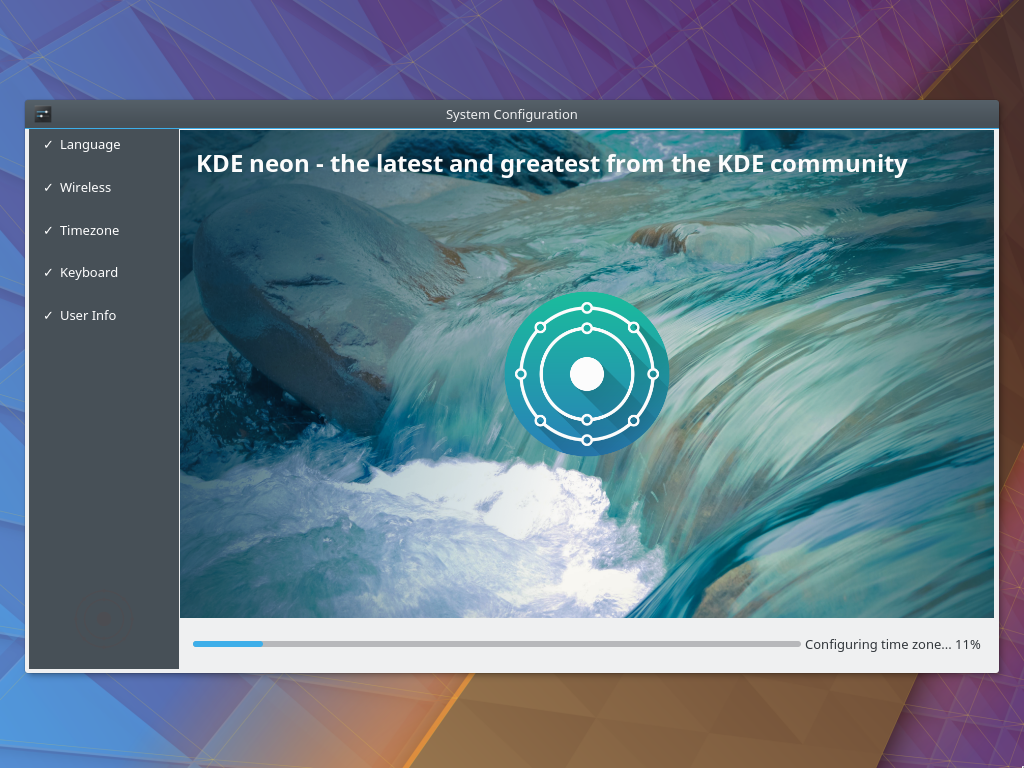 System Configuration
✓ Language
✓ Wireless
✓ Timezone
✓ Keyboard
✓ User Info
KDE neon - the latest and greatest from the KDE community
Configuring time zone... 11%